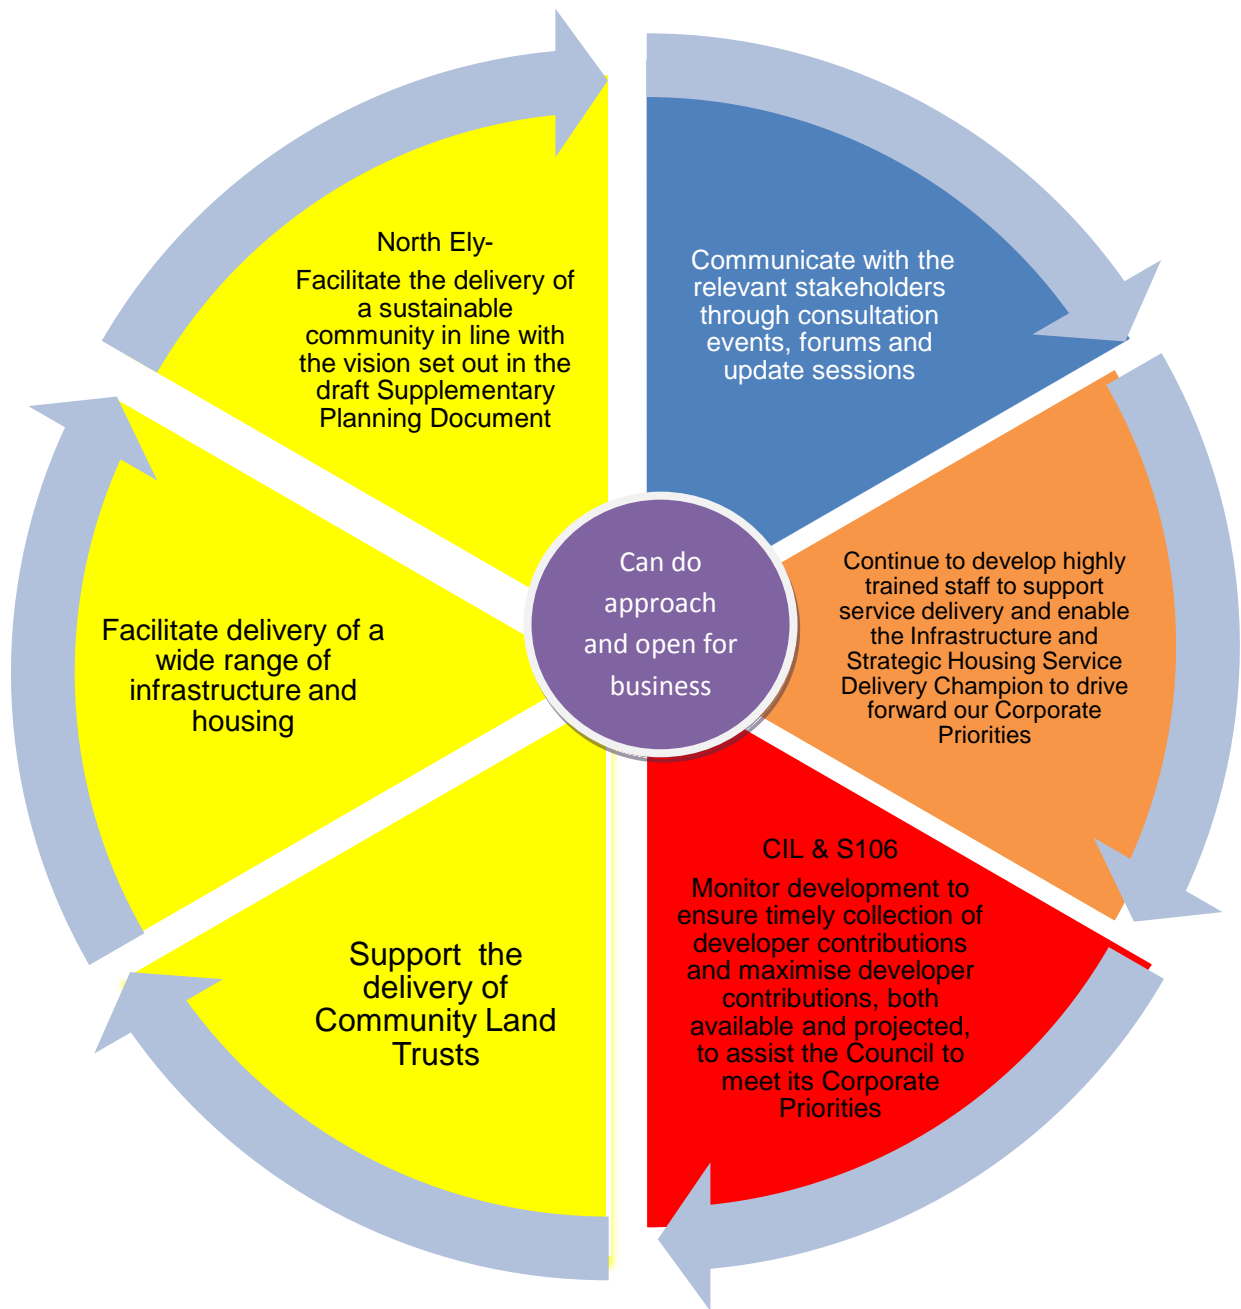 North Ely-
Facilitate the delivery of
a sustainable
community in line with
the vision set out in the
draft Supplementary
Planning Document
Communicate with the
relevant stakeholders
through consultation
events, forums and
update sessions
Can do
approach
and open for
business
Continue to develop highly
trained staff to support
service delivery and enable
the Infrastructure and
Strategic Housing Service
Delivery Champion to drive
forward our Corporate
Priorities
Facilitate delivery of a
wide range of
infrastructure and
housing
CIL & S106
Monitor development to
ensure timely collection of
developer contributions
and maximise developer
contributions, both
available and projected,
to assist the Council to
meet its Corporate
Priorities
Support the
delivery of
Community Land
Trusts